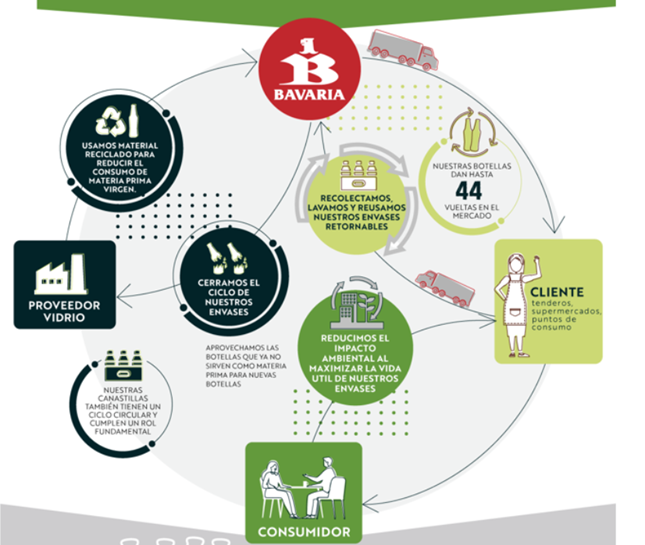 BAVARIA
USAMOS MATERIAL
RECICLADO PARA
REDUCIR EL
CONSUMO DE
MATERIA PRIMA
VIRGEN.
NUESTRAS BOTELLAS
DAN HASTA
44
VUELTAS EN EL
MERCADO
RECOLECTAMOS,
LAVAMOS Y REUSAMOS
NUESTROS ENVASES
RETORNABLES
PROVEEDOR
VIDRIO
CERRAMOS EL
CICLO DE
NUESTROS
ENVASES
CLIENTE
tenderos,
supermercados,
puntos de
consumo
APROVECHAMOS LAS
BOTELLAS QUE YA NO
SIRVEN COMO MATERIA
PRIMA PARA NUEVAS
BOTELLAS
REDUCIMOS EL
IMPACTO
AMBIENTAL AL
MAXIMIZAR LA VIDA
UTIL DE NUESTROS
ENVASES
NUESTRAS
CANASTILLAS
TAMBIÉN TIENEN UN
CICLO CIRCULAR Y
CUMPLEN UN ROL
FUNDAMENTAL
CONSUMIDOR